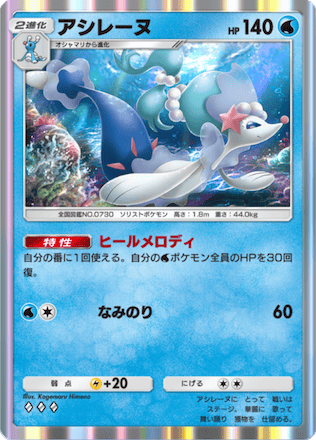 2進化 アシレーヌ HP 140
オシャマリから進化
全国図鑑NO.0730 ソリストポケモン 高さ:1.8m 重さ:44.0kg
特性 ヒールメロディ
自分の番に1回使える。自分の ポケモン全員のHPを30回
復。
なみのり 60
弱点 +20 にげる
Illus. Kagemaru Himeno
アシレーヌに とって 戦いは
ステージ。 華麗に 歌って
舞い踊り 獲物を 仕留める。